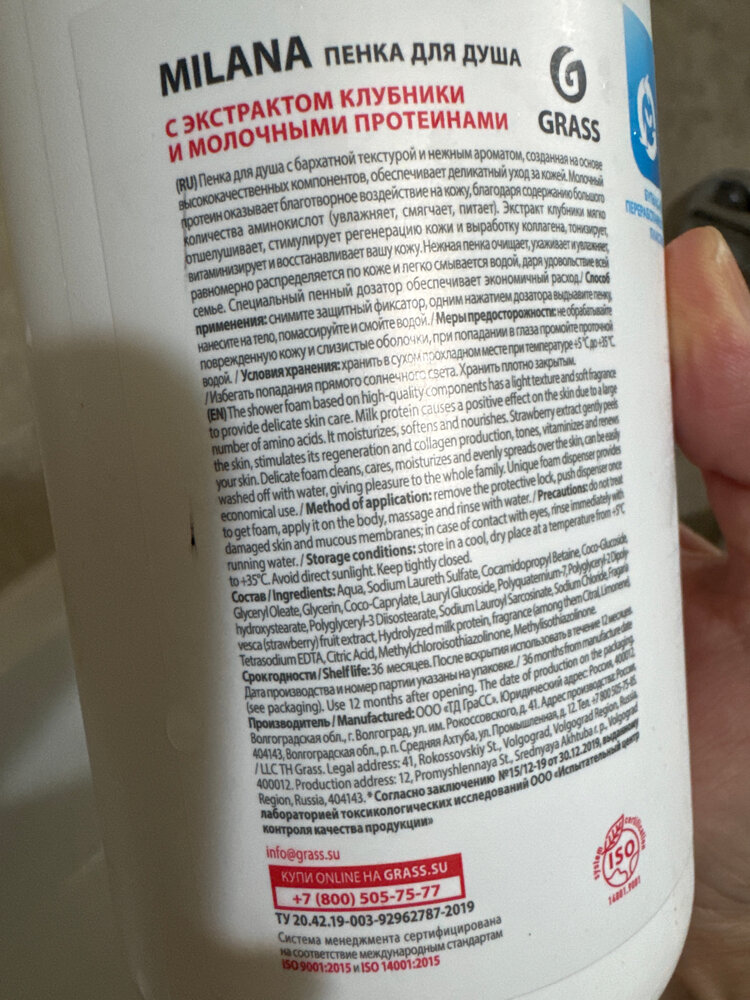 MILANA ПЕНКА ДЛЯ ДУША
С ЭКСТРАКТОМ КЛУБНИКИ
И МОЛОЧНЫМИ ПРОТЕИНАМИ
GRASS
(RU) Пенка для душа с бархатной текстурой и нежным ароматом, созданная на основе
высококачественных компонентов, обеспечивает деликатный уход за кожей. Молочный
протеин оказывает благотворное воздействие на кожу, благодаря содержанию большого
количества аминокислот (увлажняет, смягчает, питает). Экстракт клубники мягко
отшелушивает, стимулирует регенерацию кожи и выработку коллагена, тонизирует,
витаминизирует и восстанавливает вашу кожу. Нежная пенка очищает, ухаживает и увлажняет,
равномерно распределяется по коже и легко смывается водой, даря удовольствие всей
семье. Специальный пенный дозатор обеспечивает экономичный расход./ Способ
применения: снимите защитный фиксатор, одним нажатием дозатора выдавите пенку,
нанесите на тело, помассируйте и смойте водой. / Меры предосторожности: не обрабатывайте
поврежденную кожу и слизистые оболочки, при попадании в глаза промойте проточной
водой. / Условия хранения: хранить в сухом прохладном месте при температуре +5°С до +35°С.
/ Избегать попадания прямого солнечного света. Хранить плотно закрытым.
(EN) The shower foam based on high-quality components has a light texture and soft fragrance
to provide delicate skin care. Milk protein causes a positive effect on the skin due to a large
number of amino acids. It moisturizes, softens and nourishes. Strawberry extract gently peels
the skin, stimulates its regeneration and collagen production, tones, vitaminizes and renews
your skin. Delicate foam cleans, cares, moisturizes and evenly spreads over the skin, can be easily
washed off with water, giving pleasure to the whole family. Unique foam dispenser provides
economical use. / Method of application: remove the protective lock, push dispenser once
to get foam, apply it on the body, massage and rinse with water. / Precautions: do not treat
damaged skin and mucous membranes; in case of contact with eyes, rinse immediately with
running water. / Storage conditions: store in a cool, dry place at a temperature from +5°C
to +35°C. Avoid direct sunlight. Keep tightly closed.
Состав / Ingredients: Aqua, Sodium Laureth Sulfate, Cocamidopropyl Betaine, Coco-Glucoside,
Glyceryl Oleate, Glycerin, Coco-Caprylate, Lauryl Glucoside, Polyquaternium-7, Polyglyceryl-2 Dipoly-
hydroxystearate, Polyglyceryl-3 Diisostearate, Sodium Lauroyl Sarcosinate, Sodium Chloride, Fragaria
vesca (strawberry) fruit extract, Hydrolyzed milk protein, fragrance (among them Citral, Limonene),
Tetrasodium EDTA, Citric Acid, Methylchloroisothiazolinone, Methylisothiazolinone.
Срок годности / Shelf life: 36 месяцев. После вскрытия использовать в течение 12 месяцев.
Дата производства и номер партии указаны на упаковке. / 36 months from manufacture date
(see packaging). Use 12 months after opening. The date of production on the packaging.
Производитель / Manufactured: ООО «ТД ГраСС». Юридический адрес: Россия, 400012,
Волгоградская обл., г. Волгоград, ул. им. Рокоссовского, д. 41. Адрес производства: Россия,
404143, Волгоградская обл., р. п. Средняя Ахтуба, ул. Промышленная, д. 12. Тел. +7 800 505-75-85.
/ LLC TH Grass. Legal address: 41, Rokossovskiy St., Volgograd, Volgograd Region, Russia,
400012. Production address: 12, Promyshlennaya St., Srednyaya Akhtuba r. p., Volgograd
Region, Russia, 404143. * Согласно заключению №15/12-19 от 30.12.2019, выданному
лабораторией токсикологических исследований ООО «Испытательный центр
контроля качества продукции»
info@grass.su
КУПИ ONLINE НА GRASS.SU
+7 (800) 505-75-77
ТУ 20.42.19-003-92962787-2019
Система менеджмента сертифицирована
на соответствие международным стандартам
ISO 9001:2015 и ISO 14001:2015
system certification
ISO
14001.9001